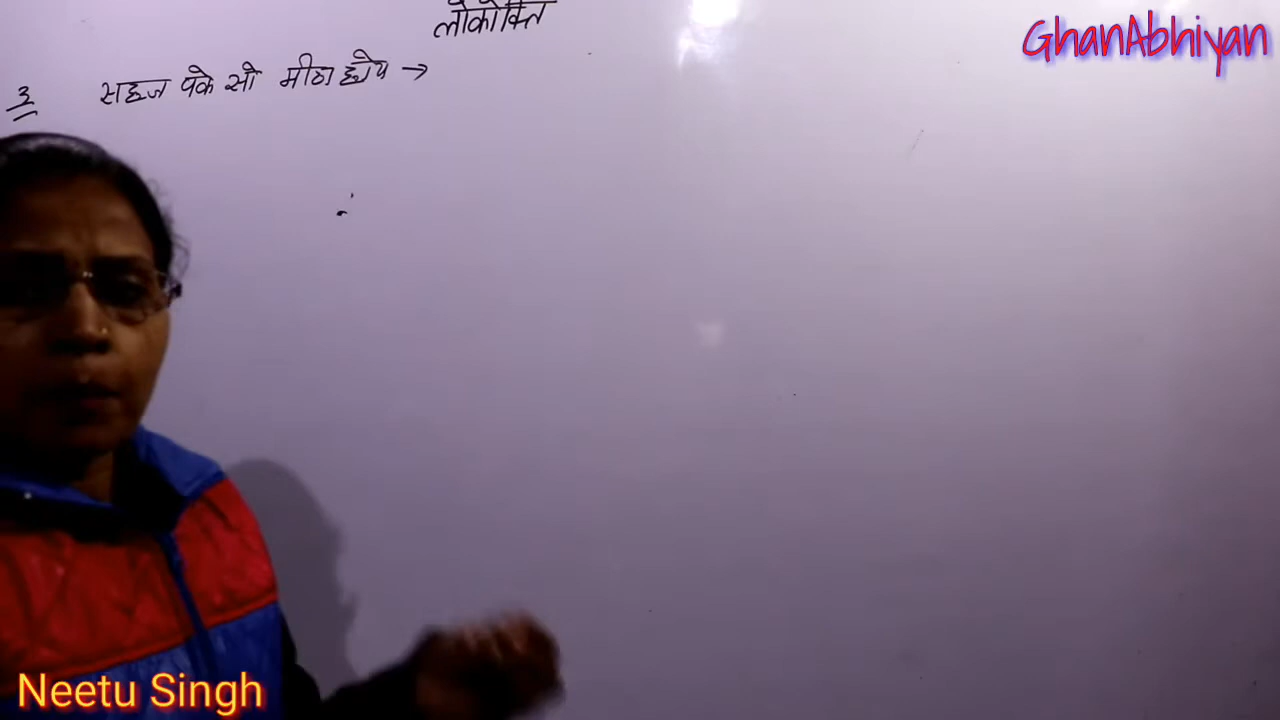 लोकोक्ति
GhanAbhiyan
३ सहज पके सो मीठा होय →
Neetu Singh